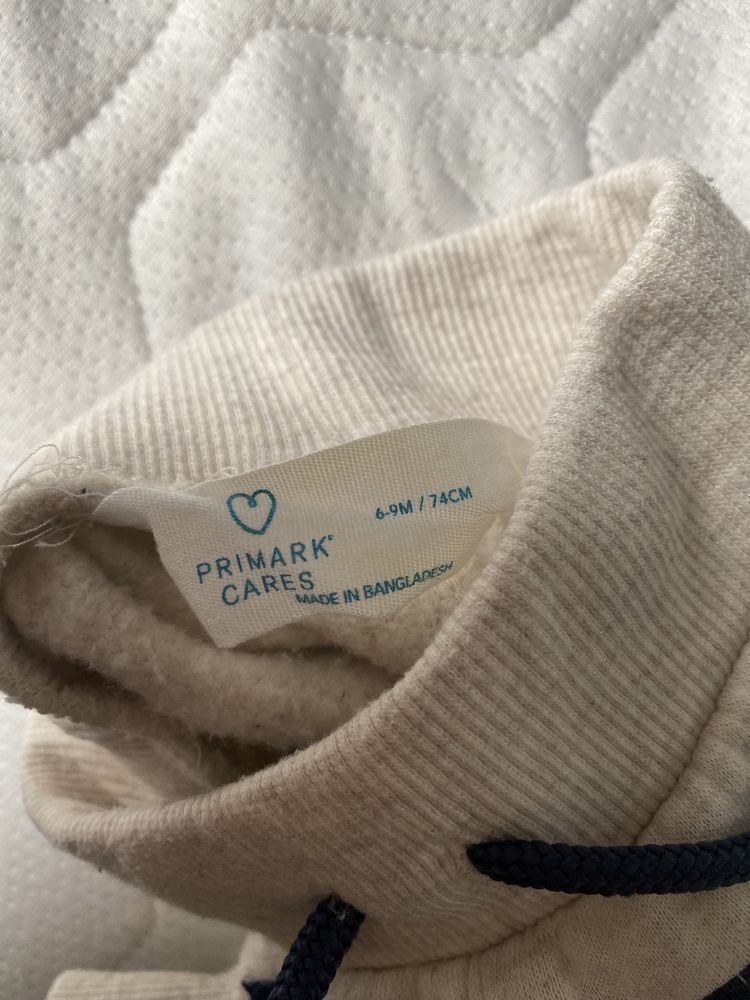 PRIMARK®
CARES
6-9M / 74CM
MADE IN BANGLADESH